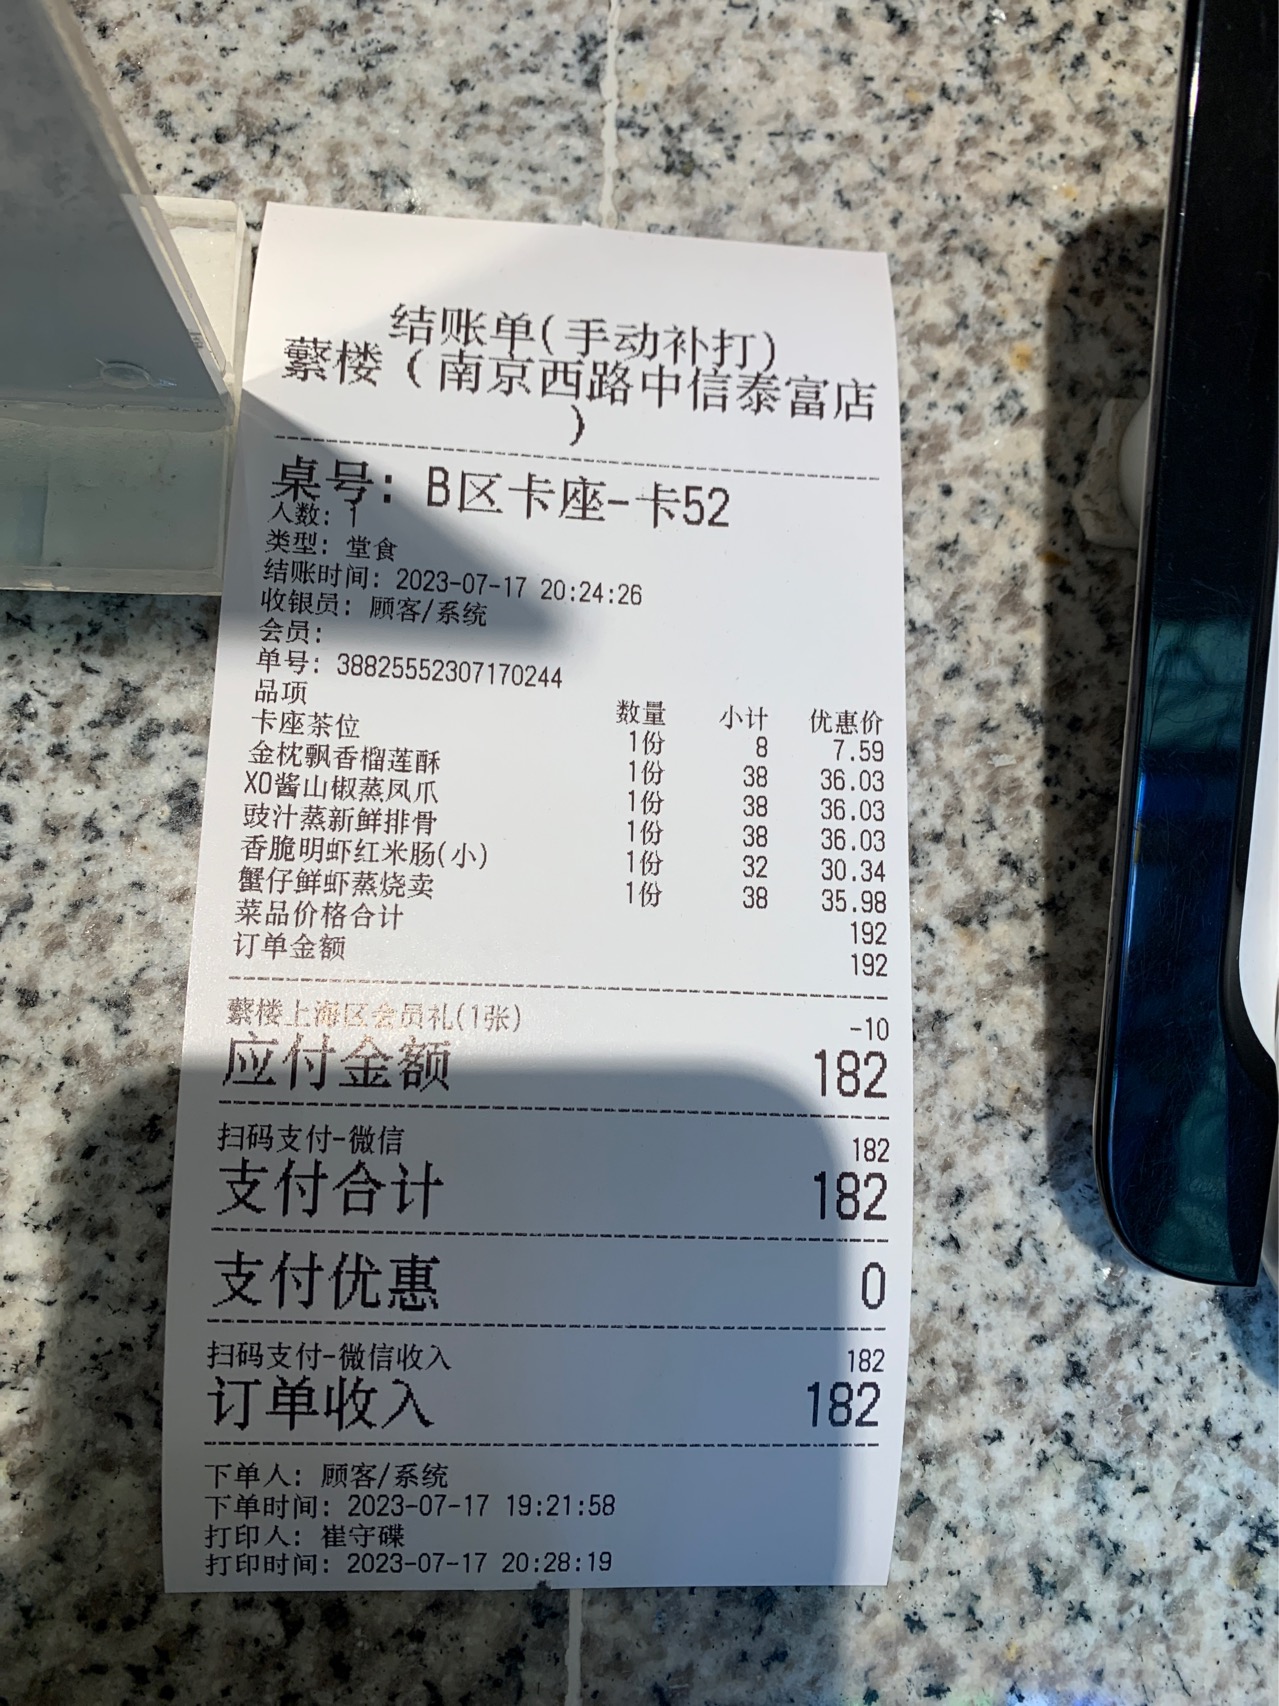 结账单(手动补打)
蘩楼（南京西路中信泰富店
）
桌号: B区卡座-卡52
人数: 1
类型: 堂食
结账时间: 2023-07-17 20:24:26
收银员: 顾客/系统
会员:
单号: 38825552307170244
品项 数量 小计 优惠价
卡座茶位 1份 8 7.59
金枕飘香榴莲酥 1份 38 36.03
XO酱山椒蒸凤爪 1份 38 36.03
豉汁蒸新鲜排骨 1份 38 36.03
香脆明虾红米肠(小) 1份 32 30.34
蟹仔鲜虾蒸烧卖 1份 38 35.98
菜品价格合计 192
订单金额 192
蘩楼上海区会员礼(1张) -10
应付金额 182
扫码支付-微信 182
支付合计 182
支付优惠 0
扫码支付-微信收入 182
订单收入 182
下单人: 顾客/系统
下单时间: 2023-07-17 19:21:58
打印人: 崔守碟
打印时间: 2023-07-17 20:28:19